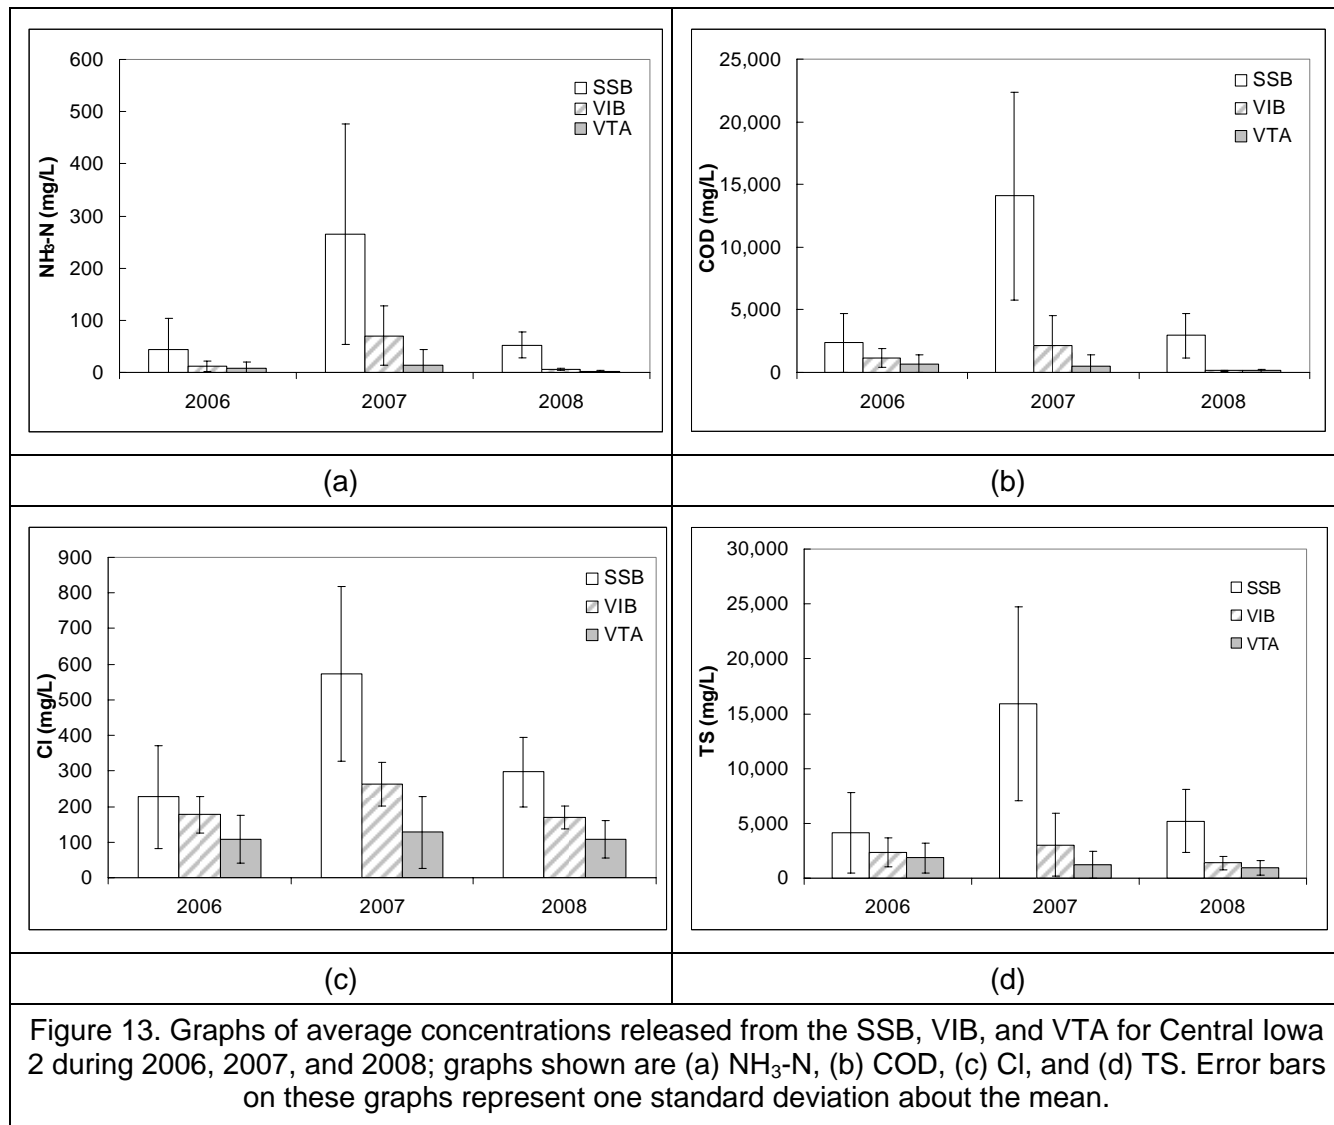 600
500
400
300
200
100
0
NH₃-N (mg/L)
SSB
VIB
VTA
2006 2007 2008
(a)
25,000
20,000
15,000
10,000
5,000
0
COD (mg/L)
SSB
VIB
VTA
2006 2007 2008
(b)
900
800
700
600
500
400
300
200
100
0
Cl (mg/L)
SSB
VIB
VTA
2006 2007 2008
(c)
30,000
25,000
20,000
15,000
10,000
5,000
0
TS (mg/L)
SSB
VIB
VTA
2006 2007 2008
(d)
Figure 13. Graphs of average concentrations released from the SSB, VIB, and VTA for Central Iowa
2 during 2006, 2007, and 2008; graphs shown are (a) NH₃-N, (b) COD, (c) Cl, and (d) TS. Error bars
on these graphs represent one standard deviation about the mean.